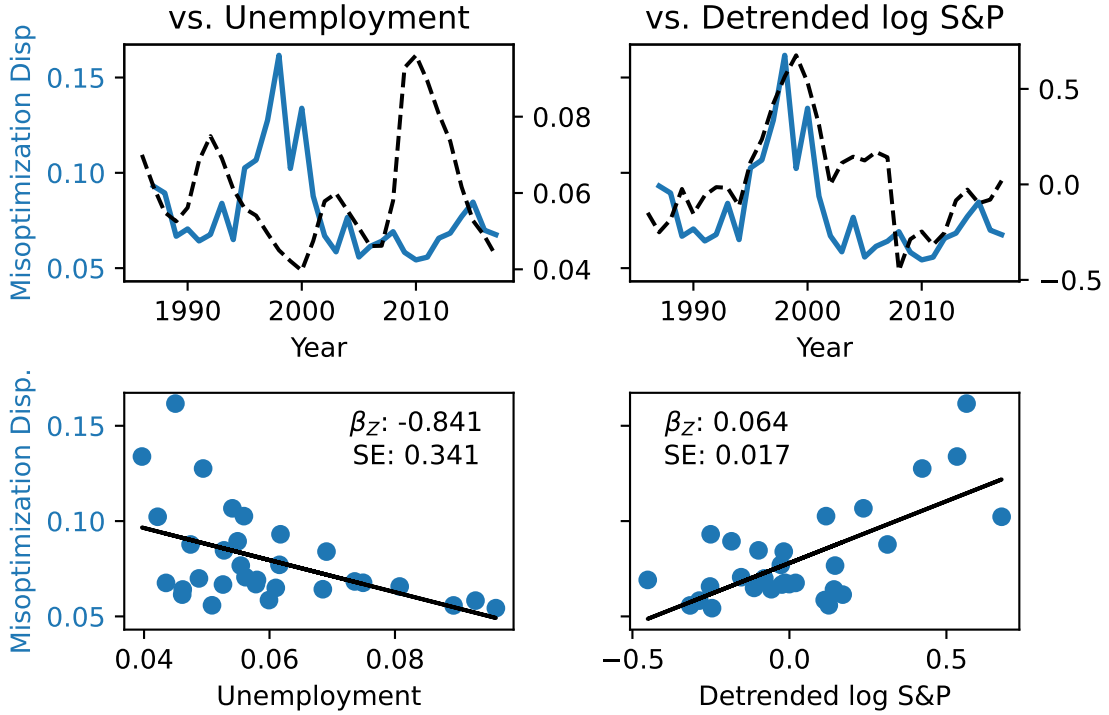 vs. Unemployment
vs. Detrended log S&P
Misoptimization Disp
0.15
0.10
0.05
0.08
0.06
0.04
1990
2000
2010
Year
0.5
0.0
−0.5
1990
2000
2010
Year
Misoptimization Disp.
0.15
0.10
0.05
βZ: -0.841
SE: 0.341
0.04
0.06
0.08
Unemployment
βZ: 0.064
SE: 0.017
−0.5
0.0
0.5
Detrended log S&P